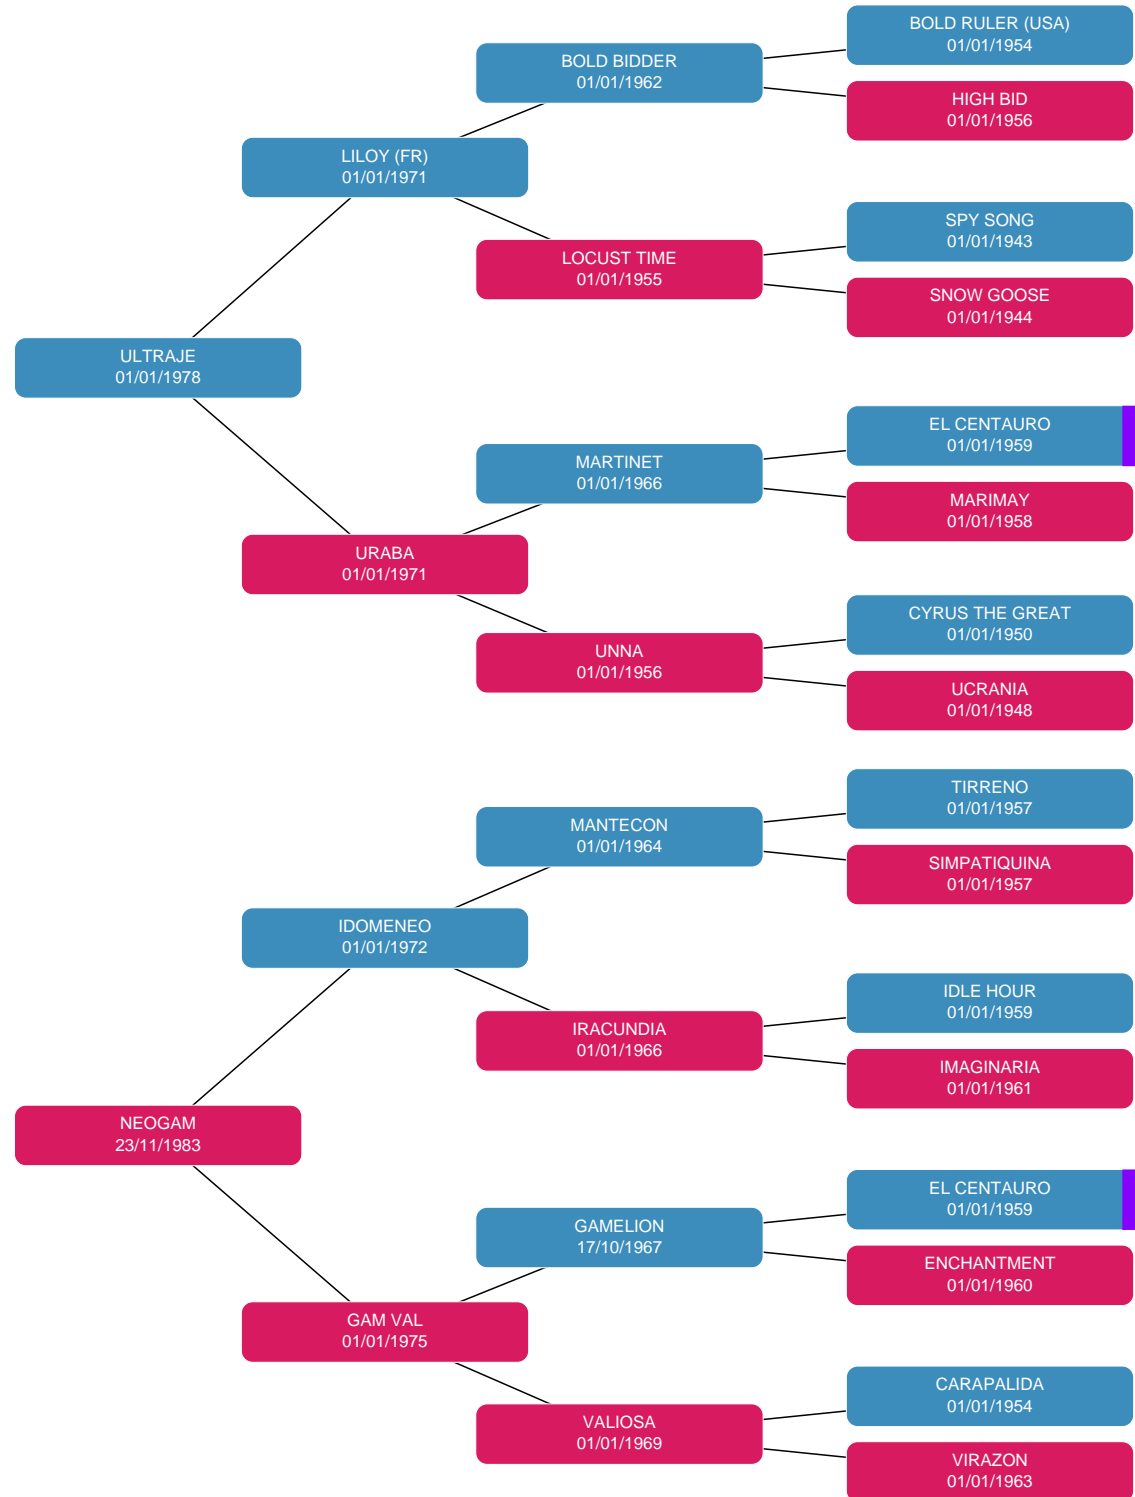 BOLD RULER (USA)
01/01/1954
BOLD BIDDER
01/01/1962
HIGH BID
01/01/1956
LILOY (FR)
01/01/1971
SPY SONG
01/01/1943
LOCUST TIME
01/01/1955
SNOW GOOSE
01/01/1944
ULTRAJE
01/01/1978
EL CENTAURO
01/01/1959
MARTINET
01/01/1966
MARIMAY
01/01/1958
URABA
01/01/1971
CYRUS THE GREAT
01/01/1950
UNNA
01/01/1956
UCRANIA
01/01/1948
TIRRENO
01/01/1957
MANTECON
01/01/1964
SIMPATIQUINA
01/01/1957
IDOMENEO
01/01/1972
IDLE HOUR
01/01/1959
IRACUNDIA
01/01/1966
IMAGINARIA
01/01/1961
NEOGAM
23/11/1983
EL CENTAURO
01/01/1959
GAMELION
17/10/1967
ENCHANTMENT
01/01/1960
GAM VAL
01/01/1975
CARAPALIDA
01/01/1954
VALIOSA
01/01/1969
VIRAZON
01/01/1963